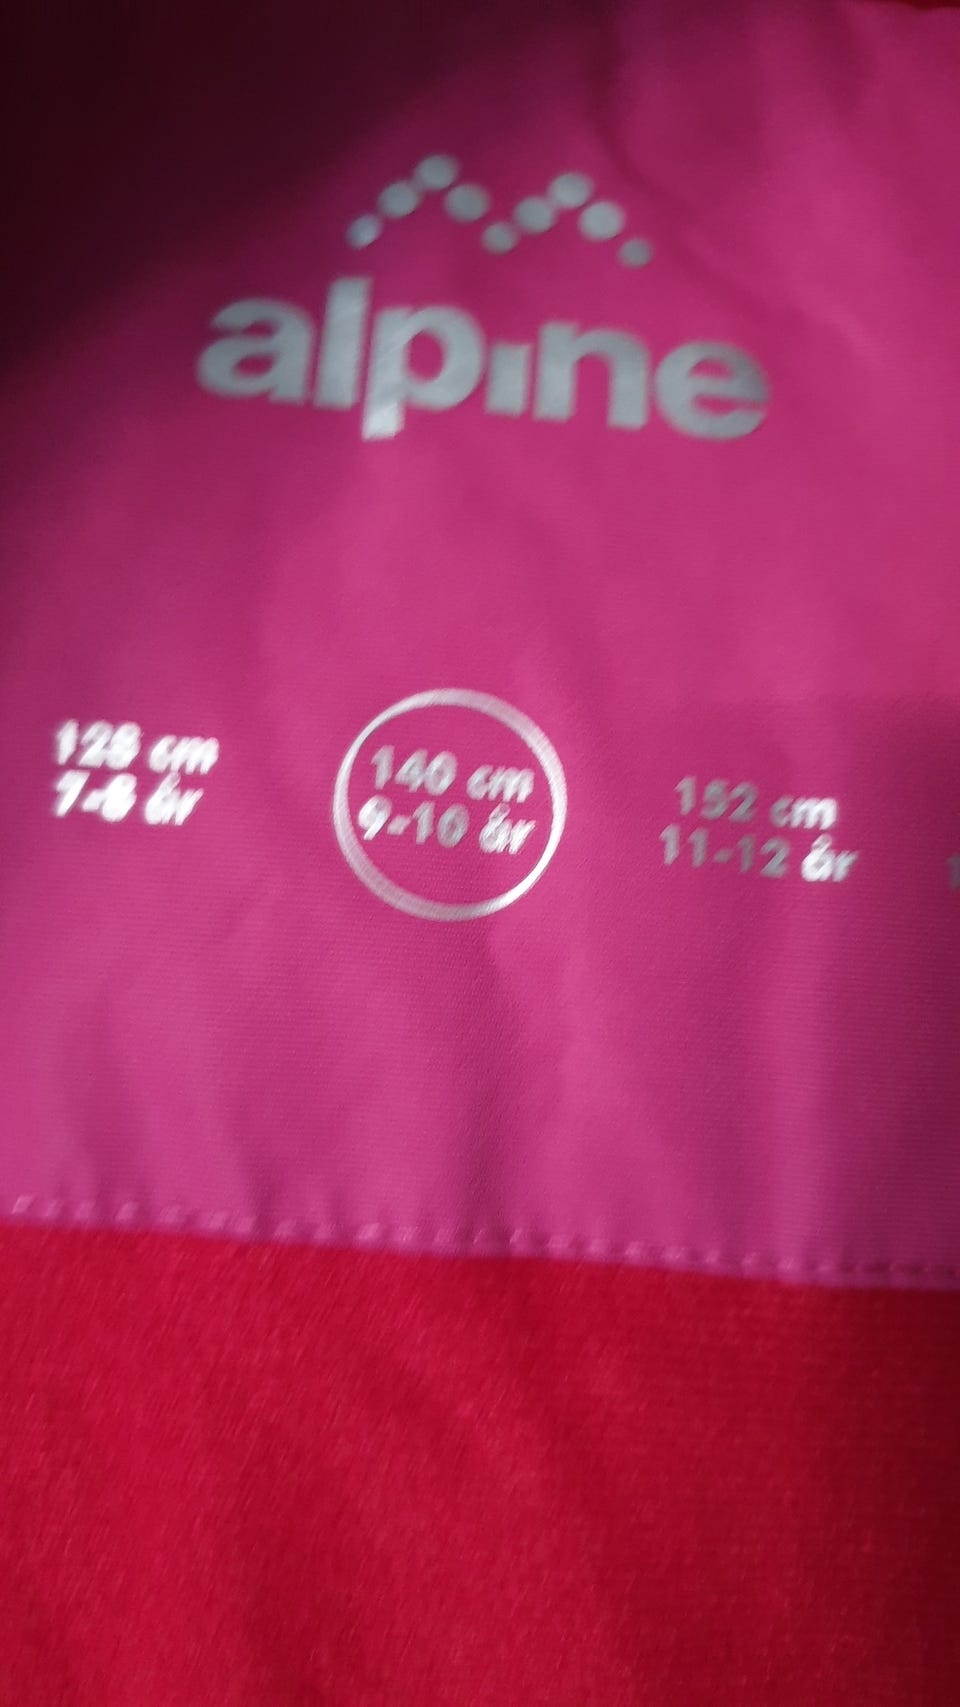 alpine
128 cm 140 cm 152 cm
7-8 år 9-10 år 11-12 år